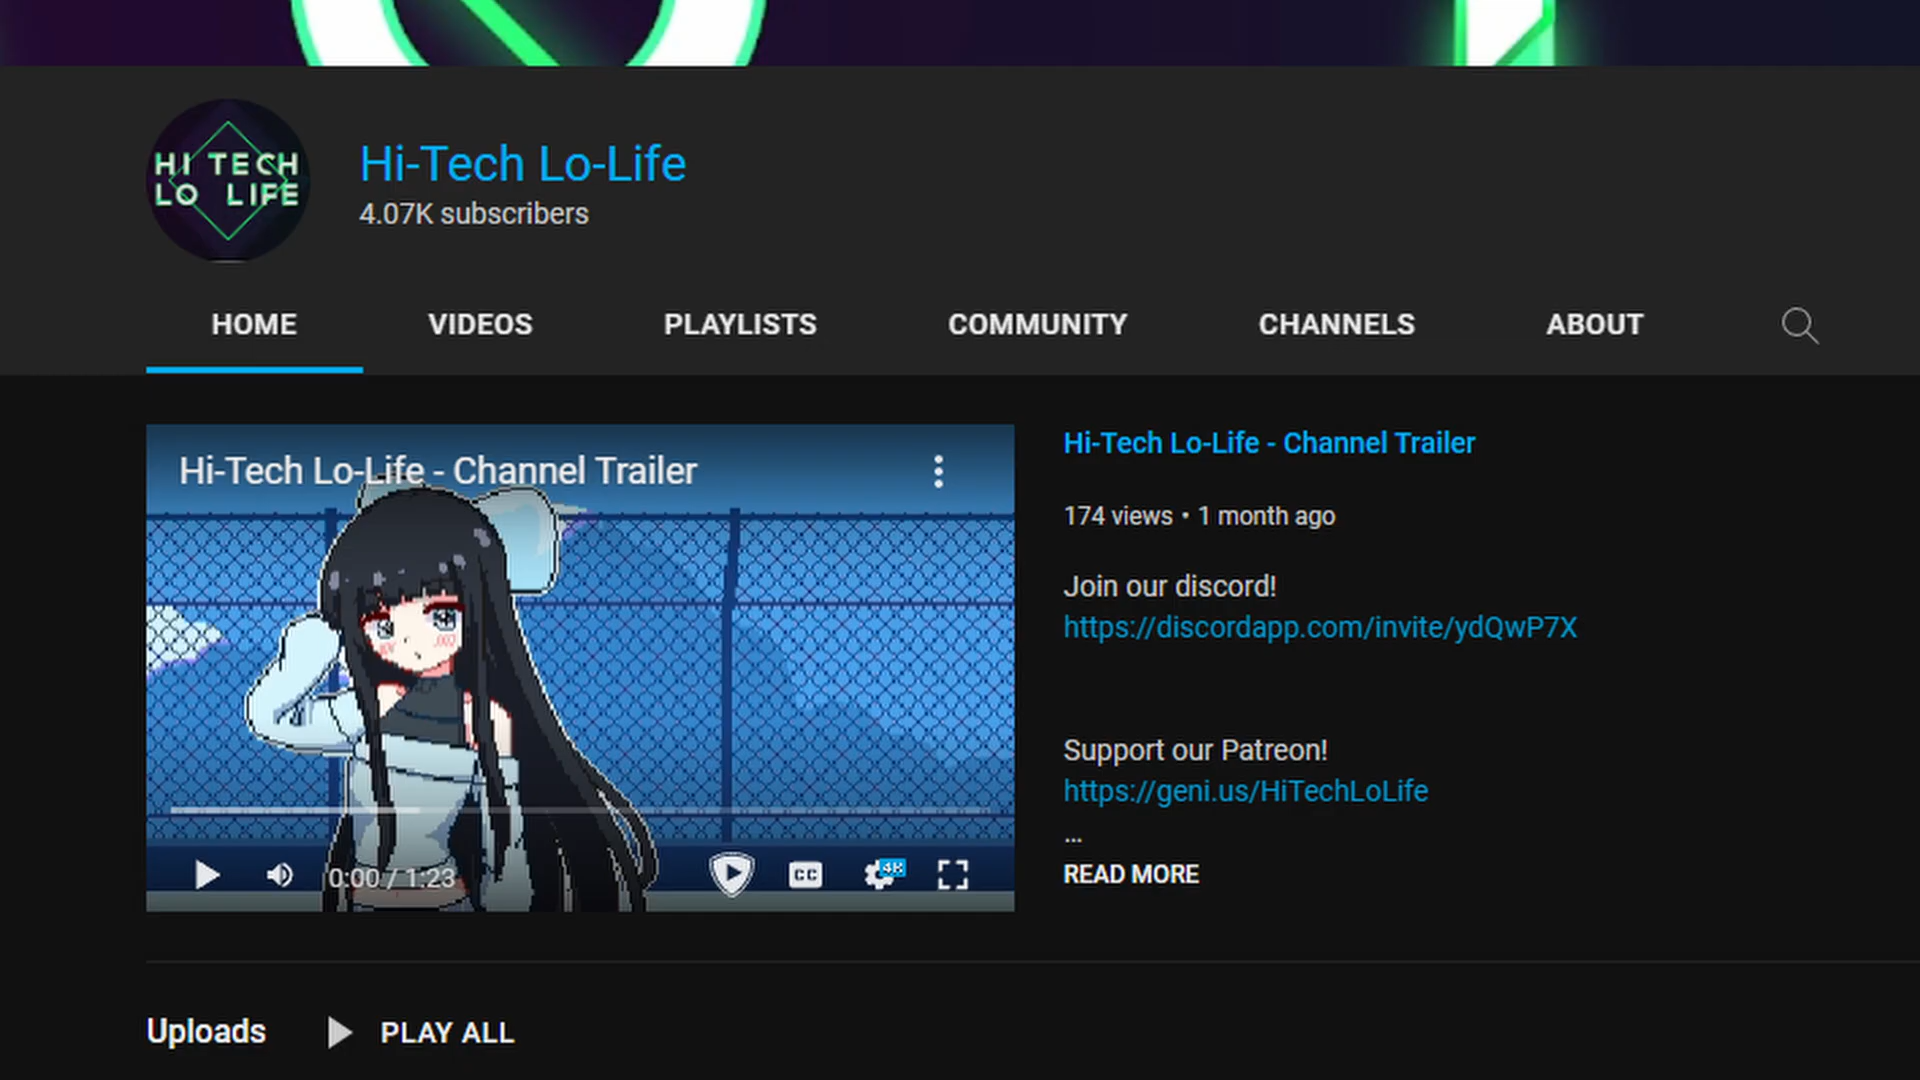 HI TECH
LO LIFE
Hi-Tech Lo-Life
4.07K subscribers
HOME VIDEOS PLAYLISTS COMMUNITY CHANNELS ABOUT
Hi-Tech Lo-Life - Channel Trailer
0:00 / 1:23
CC
4K
Hi-Tech Lo-Life - Channel Trailer
174 views • 1 month ago
Join our discord!
https://discordapp.com/invite/ydQwP7X
Support our Patreon!
https://geni.us/HiTechLoLife
...
READ MORE
Uploads PLAY ALL